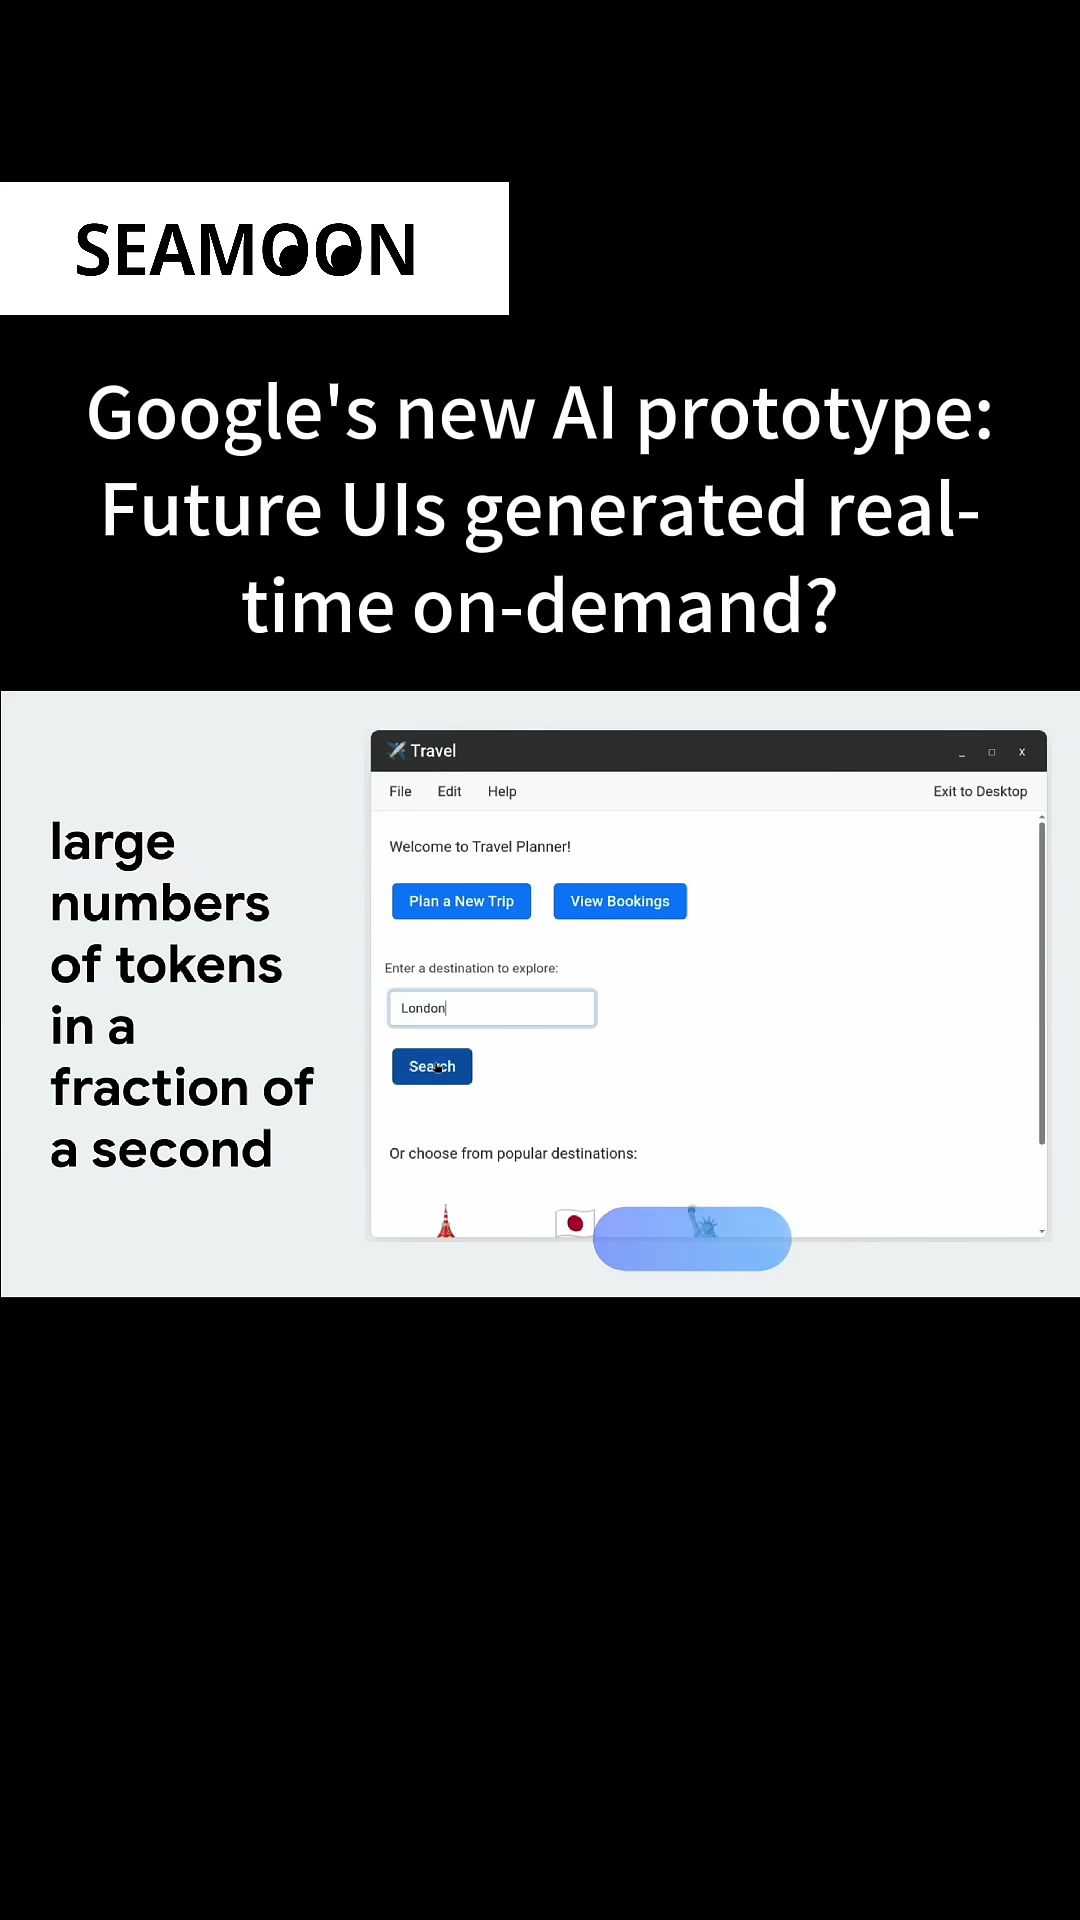 SEAMOON
Google's new AI prototype:
Future UIs generated real-
time on-demand?
large
numbers
of tokens
in a
fraction of
a second
Travel
_ □ x
File Edit Help Exit to Desktop
Welcome to Travel Planner!
Plan a New Trip View Bookings
Enter a destination to explore:
London
Search
Or choose from popular destinations: